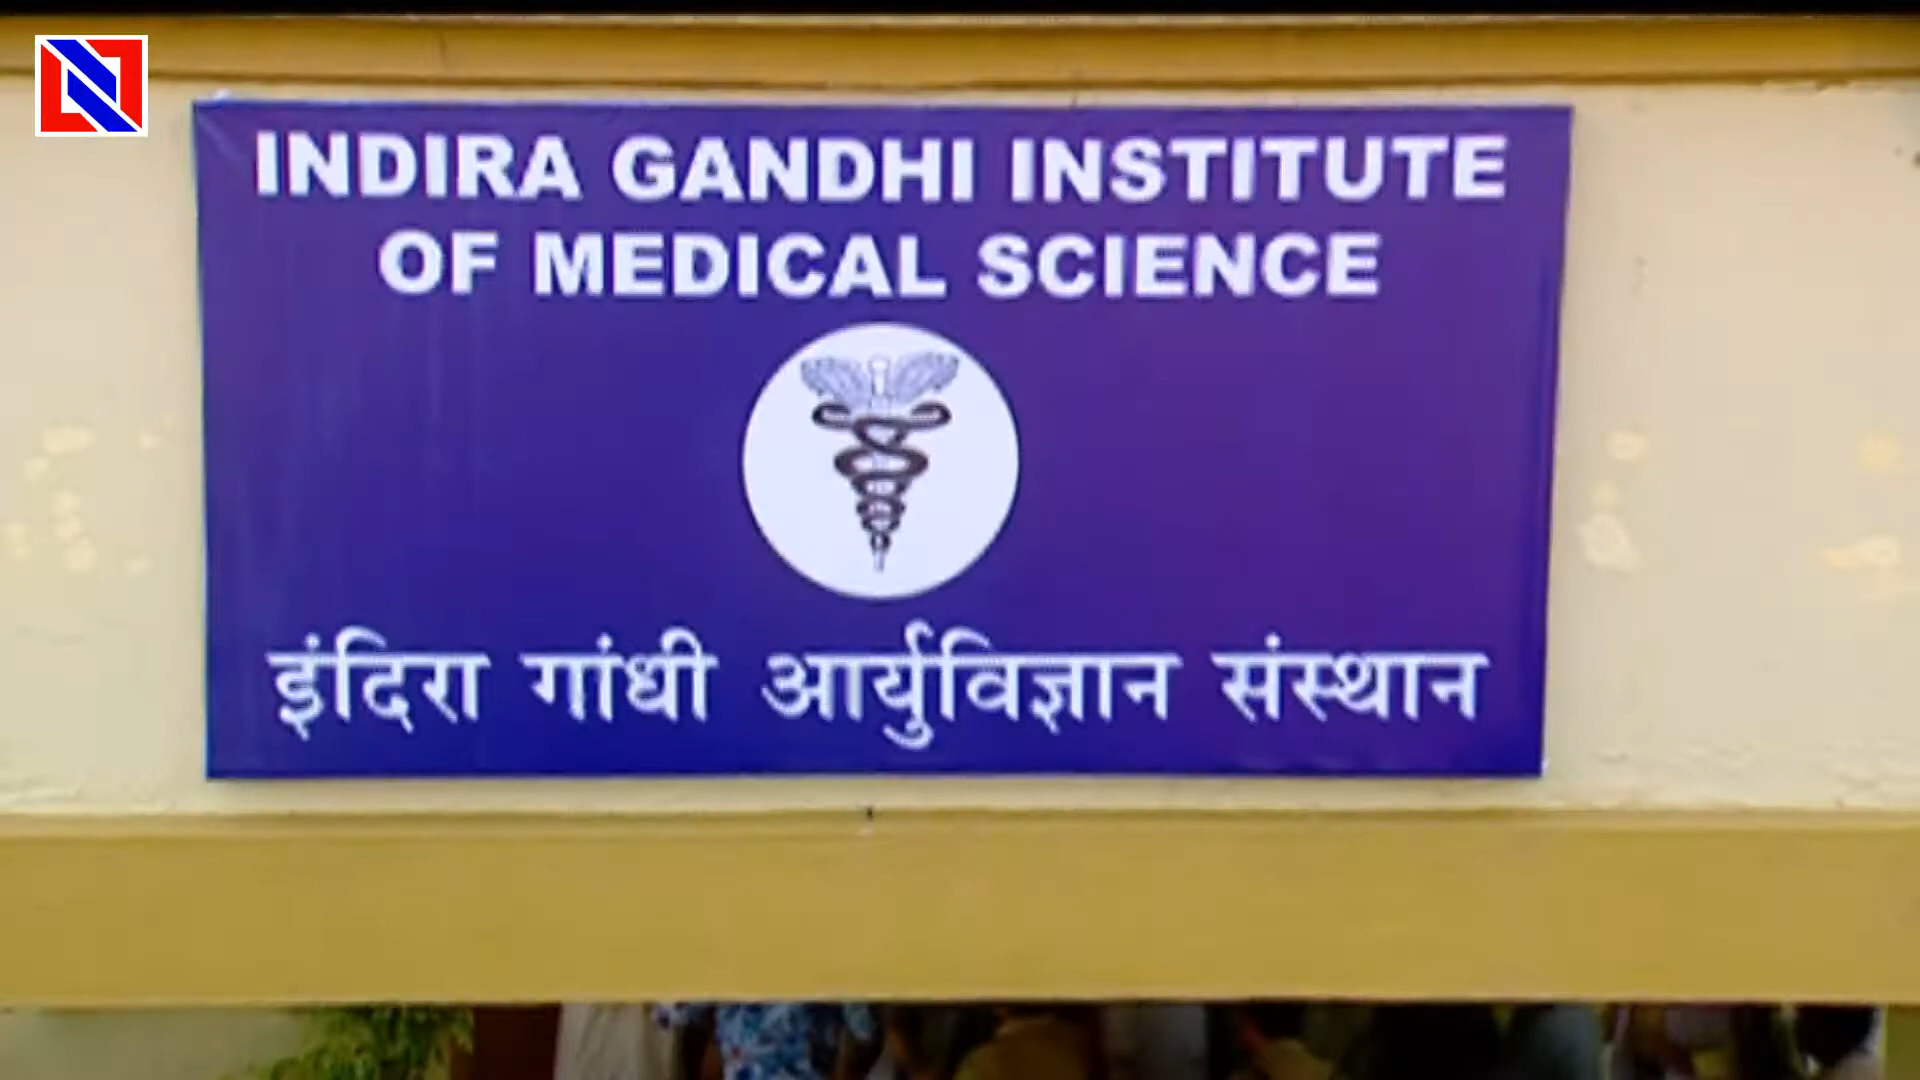 INDIRA GANDHI INSTITUTE
OF MEDICAL SCIENCE
इंदिरा गांधी आर्युविज्ञान संस्थान